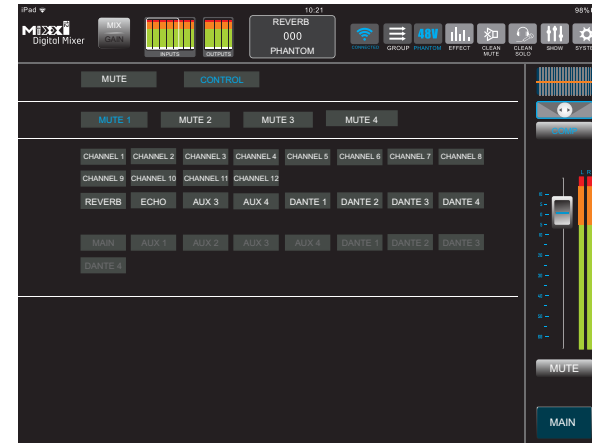 iPad 10:21 98%
MIXXI MIX REVERB
Digital Mixer GAIN 000
INPUTS OUTPUTS PHANTOM
CONNECTED GROUP 48V PHANTOM EFFECT CLEAN MUTE CLEAN SOLO SHOW SYSTE
MUTE CONTROL
MUTE 1 MUTE 2 MUTE 3 MUTE 4
CHANNEL 1 CHANNEL 2 CHANNEL 3 CHANNEL 4 CHANNEL 5 CHANNEL 6 CHANNEL 7 CHANNEL 8
CHANNEL 9 CHANNEL 10 CHANNEL 11 CHANNEL 12
REVERB ECHO AUX 3 AUX 4 DANTE 1 DANTE 2 DANTE 3 DANTE 4
MAIN AUX 1 AUX 2 AUX 3 AUX 4 DANTE 1 DANTE 2 DANTE 3
DANTE 4
L R
MUTE
MAIN